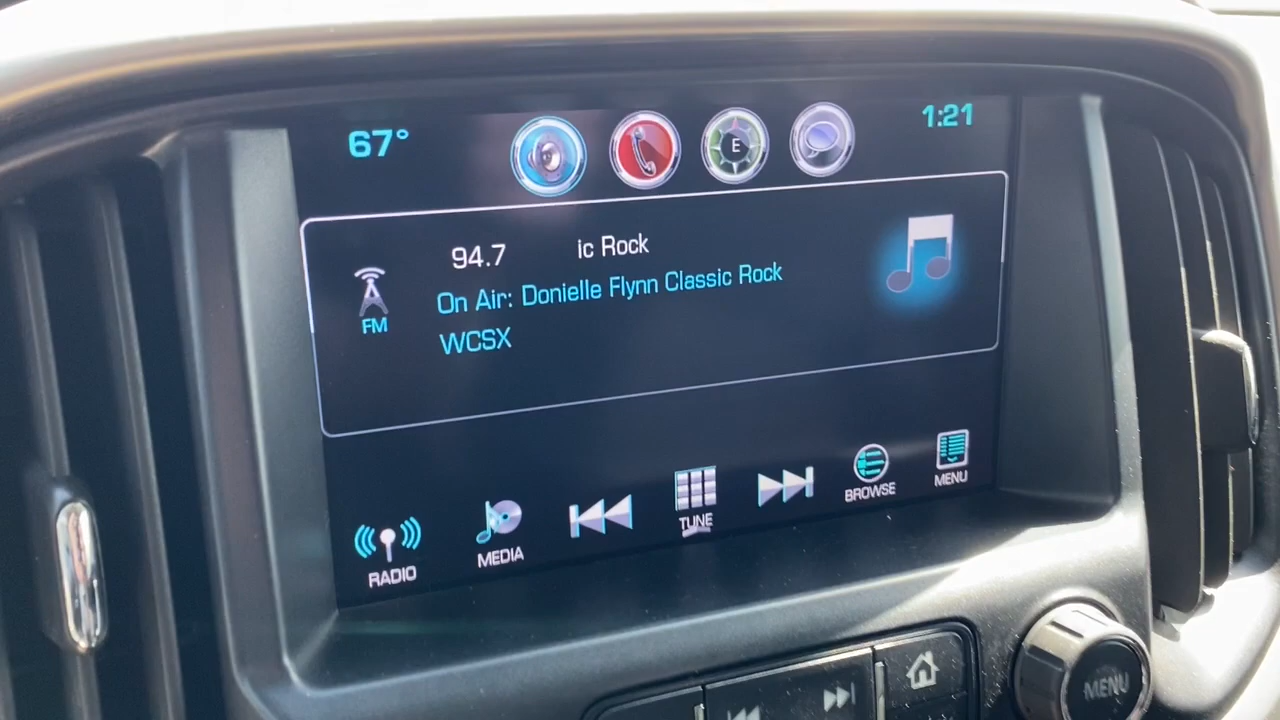 67° E 1:21
94.7 ic Rock
FM On Air: Donielle Flynn Classic Rock
WCSX
RADIO MEDIA TUNE BROWSE MENU
MENU